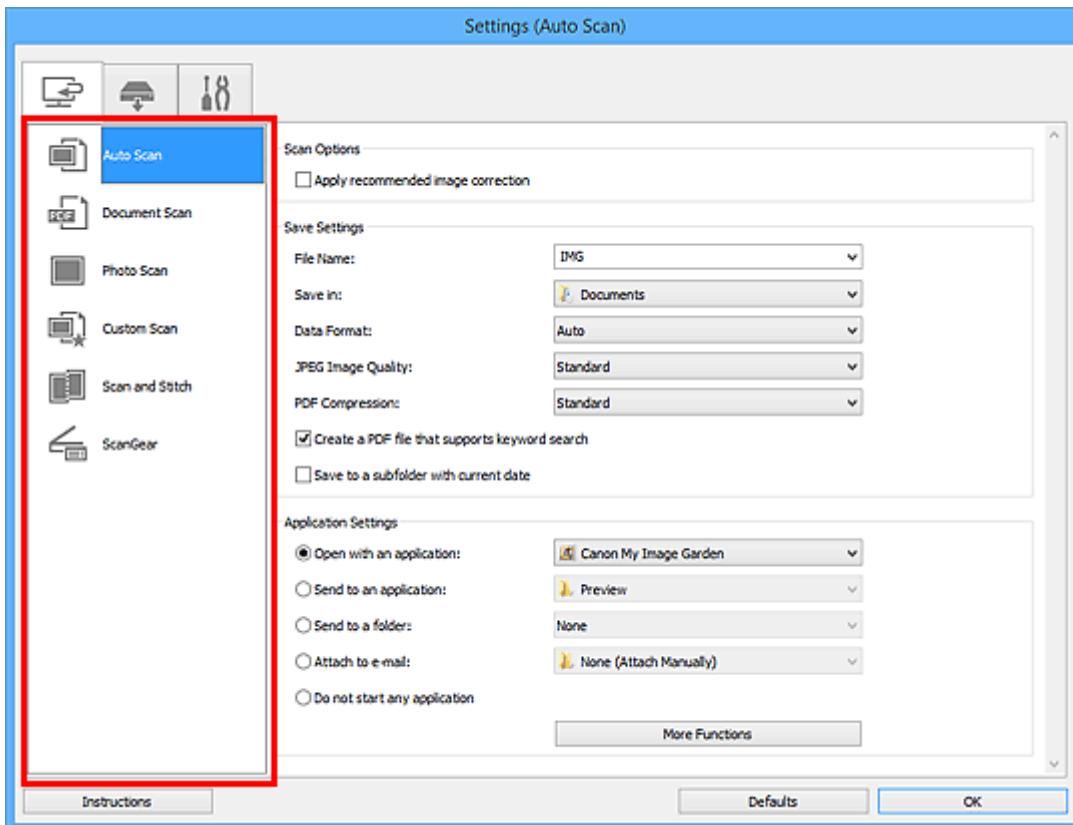 Settings (Auto Scan)
Auto Scan
Document Scan
PDF
Photo Scan
Custom Scan
Scan and Stitch
ScanGear
Scan Options
Apply recommended image correction
Save Settings
File Name: IMG
Save in: Documents
Data Format: Auto
JPEG Image Quality: Standard
PDF Compression: Standard
Create a PDF file that supports keyword search
Save to a subfolder with current date
Application Settings
Open with an application: Canon My Image Garden
Send to an application: Preview
Send to a folder: None
Attach to e-mail: None (Attach Manually)
Do not start any application
More Functions
Instructions Defaults OK